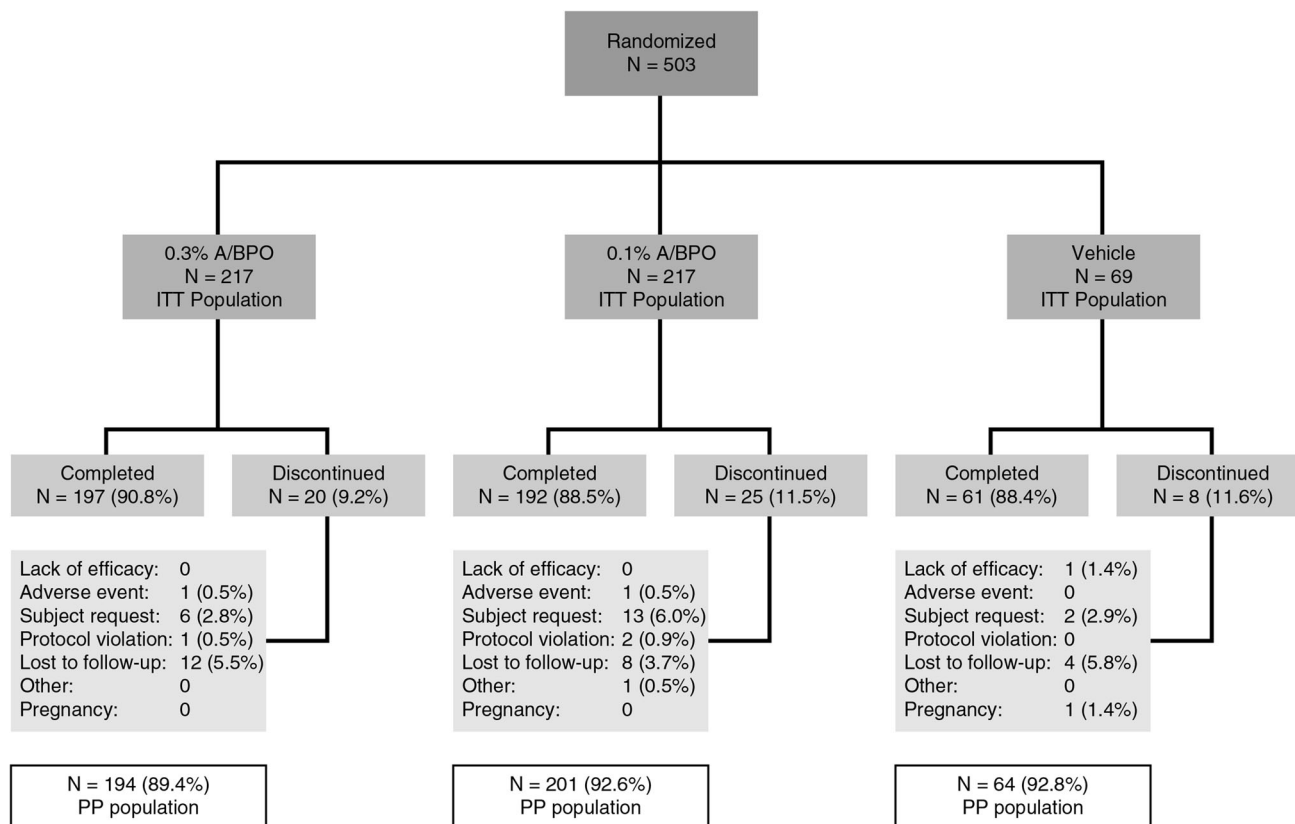 Randomized
N = 503
0.3% A/BPO
N = 217
ITT Population
0.1% A/BPO
N = 217
ITT Population
Vehicle
N = 69
ITT Population
Completed
N = 197 (90.8%)
Discontinued
N = 20 (9.2%)
Completed
N = 192 (88.5%)
Discontinued
N = 25 (11.5%)
Completed
N = 61 (88.4%)
Discontinued
N = 8 (11.6%)
Lack of efficacy: 0
Adverse event: 1 (0.5%)
Subject request: 6 (2.8%)
Protocol violation: 1 (0.5%)
Lost to follow-up: 12 (5.5%)
Other: 0
Pregnancy: 0
Lack of efficacy: 0
Adverse event: 1 (0.5%)
Subject request: 13 (6.0%)
Protocol violation: 2 (0.9%)
Lost to follow-up: 8 (3.7%)
Other: 1 (0.5%)
Pregnancy: 0
Lack of efficacy: 1 (1.4%)
Adverse event: 0
Subject request: 2 (2.9%)
Protocol violation: 0
Lost to follow-up: 4 (5.8%)
Other: 0
Pregnancy: 1 (1.4%)
N = 194 (89.4%)
PP population
N = 201 (92.6%)
PP population
N = 64 (92.8%)
PP population